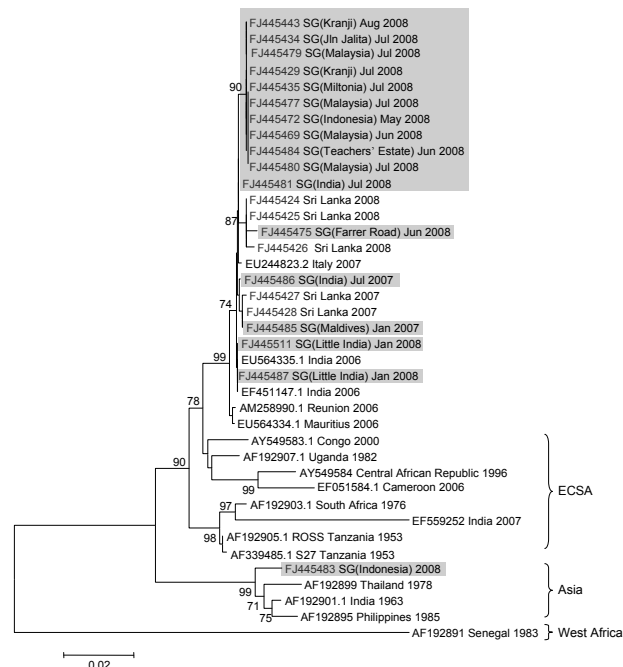 FJ445443 SG(Kranji) Aug 2008
FJ445434 SG(Jln Jalita) Jul 2008
FJ445479 SG(Malaysia) Jul 2008
FJ445429 SG(Kranji) Jul 2008
90
FJ445435 SG(Miltonia) Jul 2008
FJ445477 SG(Malaysia) Jul 2008
FJ445472 SG(Indonesia) May 2008
FJ445469 SG(Malaysia) Jun 2008
FJ445484 SG(Teachers` Estate) Jun 2008
FJ445480 SG(Malaysia) Jul 2008
FJ445481 SG(India) Jul 2008
FJ445424 Sri Lanka 2008
FJ445425 Sri Lanka 2008
87
FJ445475 SG(Farrer Road) Jun 2008
FJ445426 Sri Lanka 2008
EU244823.2 Italy 2007
FJ445486 SG(India) Jul 2007
FJ445427 Sri Lanka 2007
74
FJ445428 Sri Lanka 2007
FJ445485 SG(Maldives) Jan 2007
FJ445511 SG(Little India) Jan 2008
99
EU564335.1 India 2006
FJ445487 SG(Little India) Jan 2008
EF451147.1 India 2006
78
AM258990.1 Reunion 2006
EU564334.1 Mauritius 2006
AY549583.1 Congo 2000
90
AF192907.1 Uganda 1982
AY549584 Central African Republic 1996
99
EF051584.1 Cameroon 2006
ECSA
97
AF192903.1 South Africa 1976
EF559252 India 2007
98
AF192905.1 ROSS Tanzania 1953
AF339485.1 S27 Tanzania 1953
FJ445483 SG(Indonesia) 2008
99
AF192899 Thailand 1978
Asia
71
AF192901.1 India 1963
75
AF192895 Philippines 1985
AF192891 Senegal 1983
West Africa
0.02